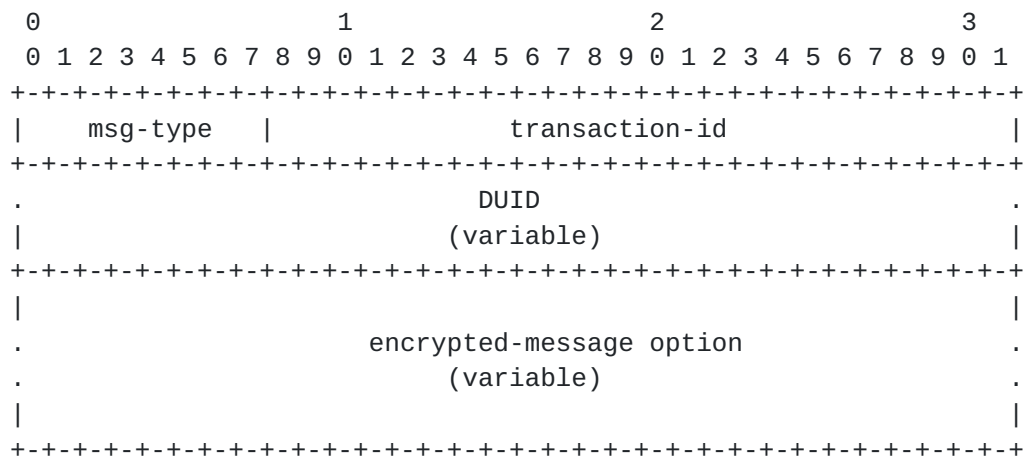 0                   1                   2                   3
 0 1 2 3 4 5 6 7 8 9 0 1 2 3 4 5 6 7 8 9 0 1 2 3 4 5 6 7 8 9 0 1
+-+-+-+-+-+-+-+-+-+-+-+-+-+-+-+-+-+-+-+-+-+-+-+-+-+-+-+-+-+-+-+-+
|    msg-type   |               transaction-id                  |
+-+-+-+-+-+-+-+-+-+-+-+-+-+-+-+-+-+-+-+-+-+-+-+-+-+-+-+-+-+-+-+-+
.                             DUID                              .
|                           (variable)                          |
+-+-+-+-+-+-+-+-+-+-+-+-+-+-+-+-+-+-+-+-+-+-+-+-+-+-+-+-+-+-+-+-+
|                                                               |
.                      encrypted-message option                 .
.                           (variable)                          .
|                                                               |
+-+-+-+-+-+-+-+-+-+-+-+-+-+-+-+-+-+-+-+-+-+-+-+-+-+-+-+-+-+-+-+-+